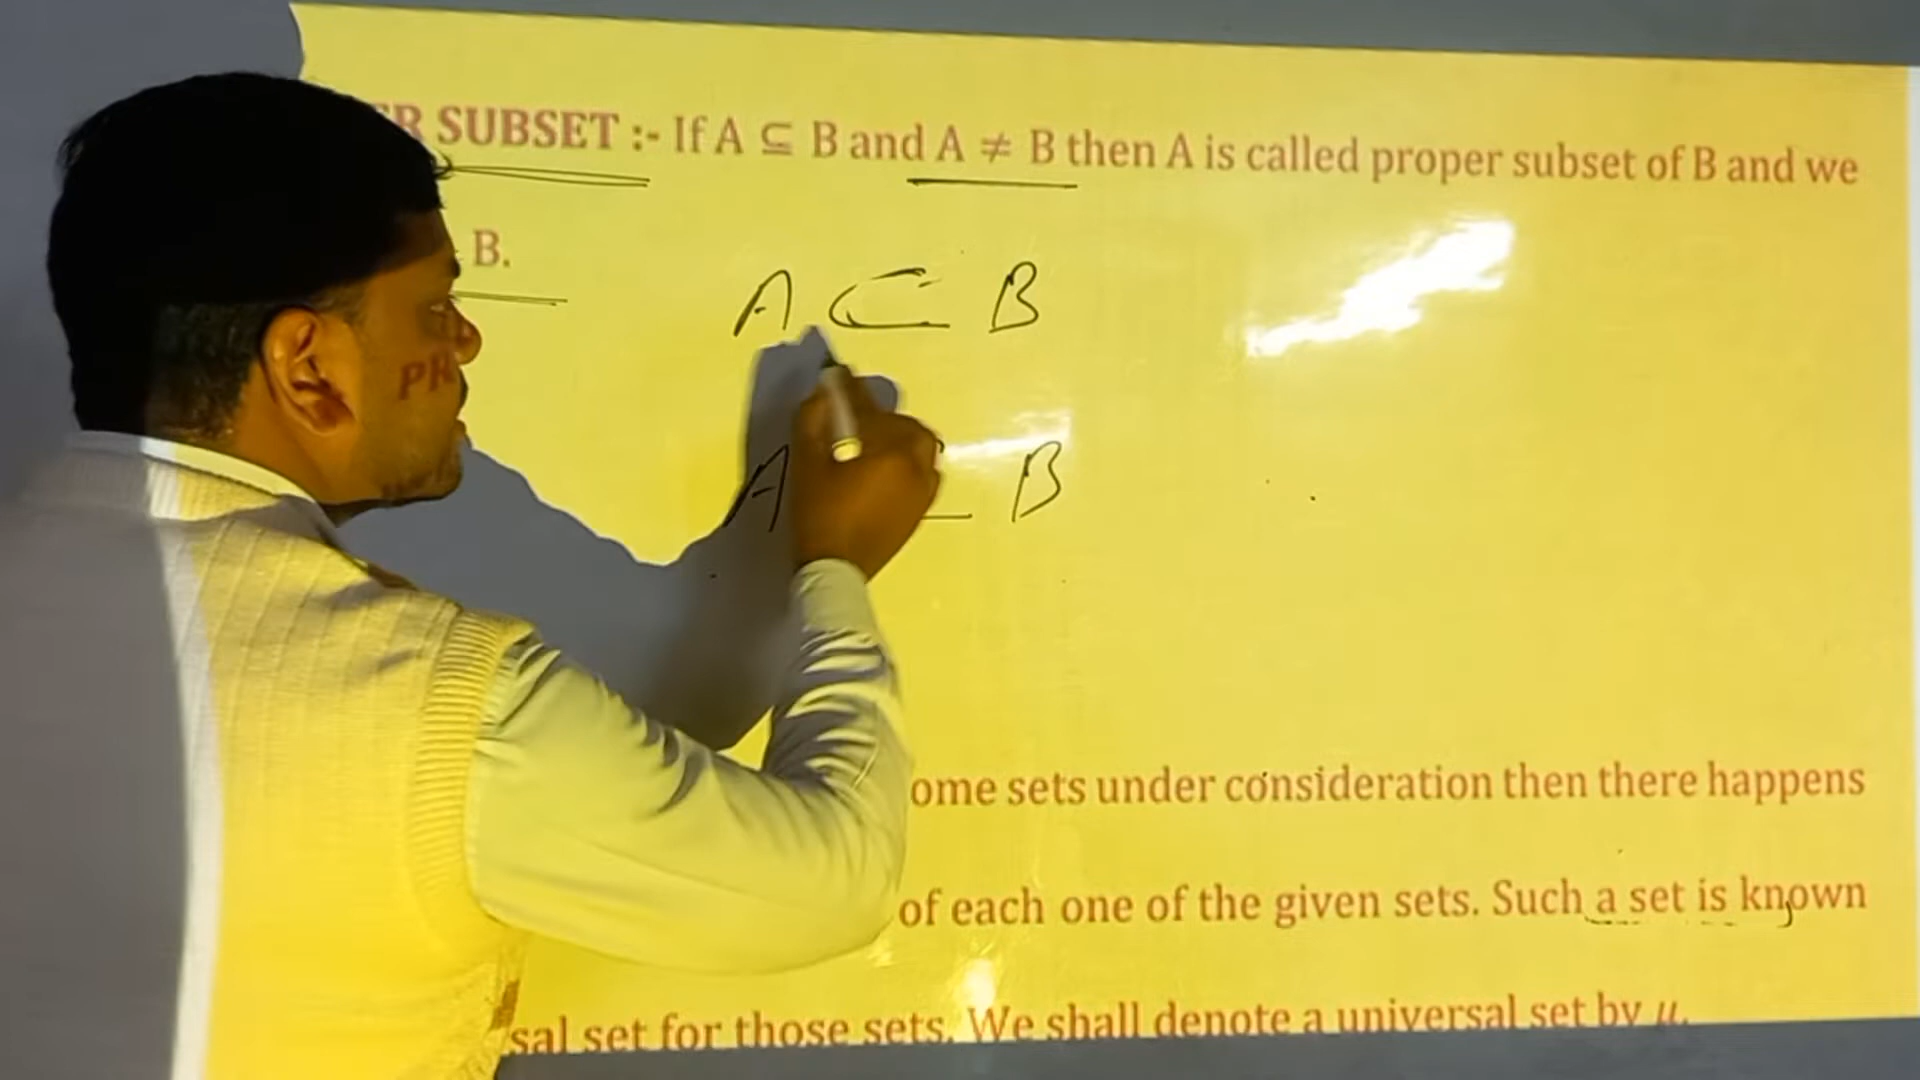 PR
ER SUBSET :- If A ⊆ B and A ≠ B then A is called proper subset of B and we
B.
A ⊂ B
A B
ome sets under consideration then there happens
of each one of the given sets. Such a set is known
sal set for those sets. We shall denote a universal set by μ.